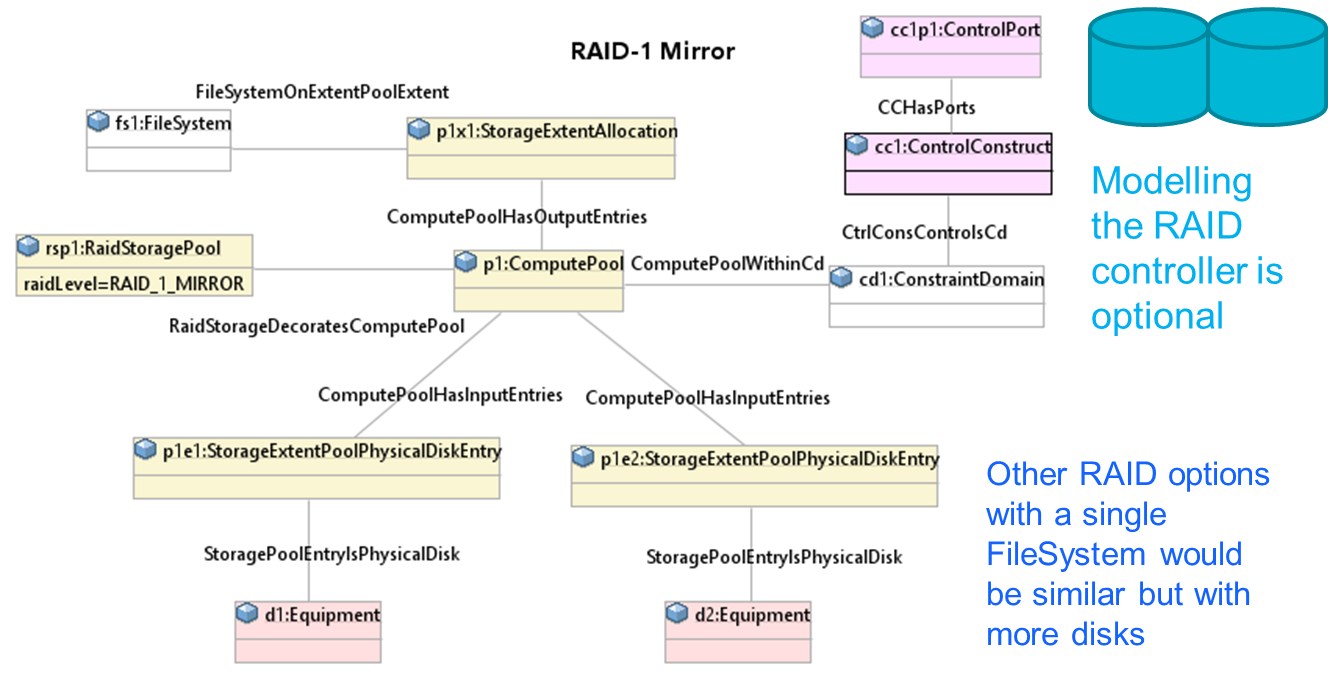 RAID-1 Mirror
cc1p1:ControlPort
CCHasPorts
FileSystemOnExtentPoolExtent
fs1:FileSystem
p1x1:StorageExtentAllocation
cc1:ControlConstruct
Modelling
the RAID
controller is
optional
ComputePoolHasOutputEntries
CtrlConsControlsCd
rsp1:RaidStoragePool
raidLevel=RAID_1_MIRROR
p1:ComputePool
ComputePoolWithinCd
cd1:ConstraintDomain
RaidStorageDecoratesComputePool
ComputePoolHasInputEntries
ComputePoolHasInputEntries
p1e1:StorageExtentPoolPhysicalDiskEntry
p1e2:StorageExtentPoolPhysicalDiskEntry
Other RAID options
with a single
FileSystem would
be similar but with
more disks
StoragePoolEntryIsPhysicalDisk
StoragePoolEntryIsPhysicalDisk
d1:Equipment
d2:Equipment